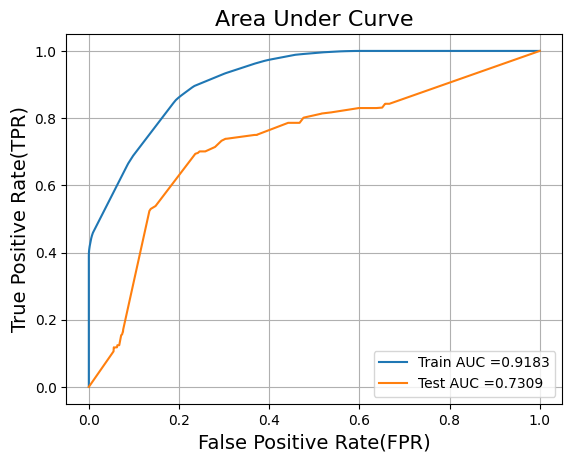 Area Under Curve
True Positive Rate(TPR)
1.0
0.8
0.6
0.4
0.2
0.0
0.0 0.2 0.4 0.6 0.8 1.0
False Positive Rate(FPR)
Train AUC =0.9183
Test AUC =0.7309